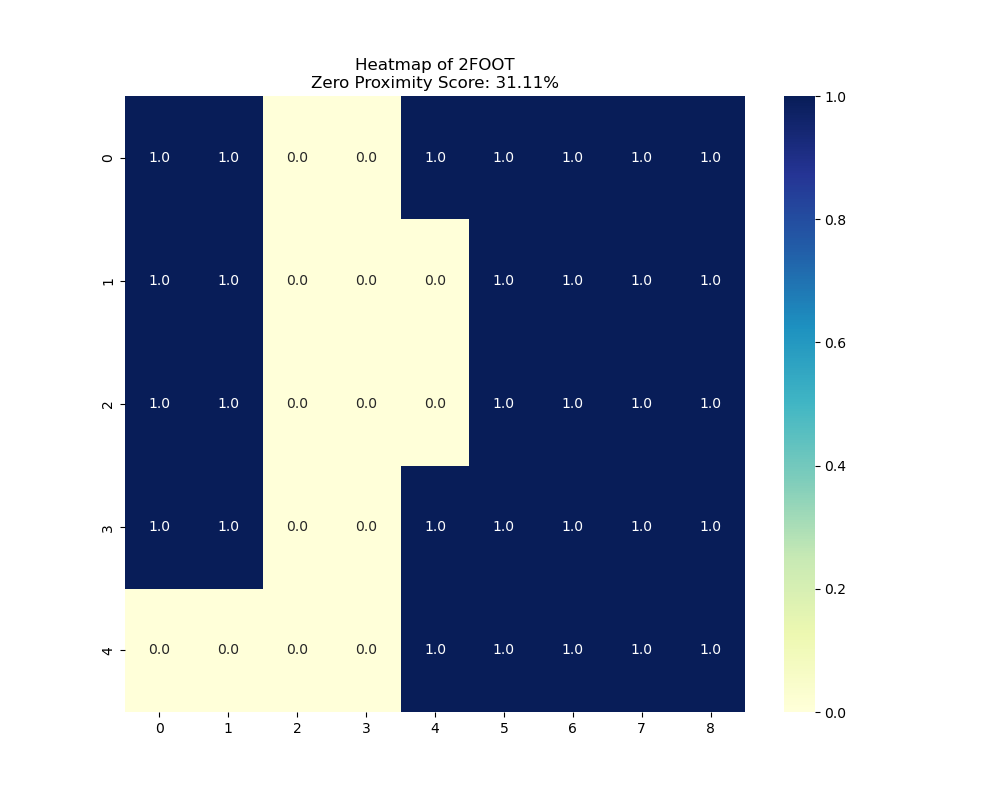 Heatmap of 2FOOT
Zero Proximity Score: 31.11%
0 1.0 1.0 0.0 0.0 1.0 1.0 1.0 1.0 1.0
1 1.0 1.0 0.0 0.0 0.0 1.0 1.0 1.0 1.0
2 1.0 1.0 0.0 0.0 0.0 1.0 1.0 1.0 1.0
3 1.0 1.0 0.0 0.0 1.0 1.0 1.0 1.0 1.0
4 0.0 0.0 0.0 0.0 1.0 1.0 1.0 1.0 1.0
0 1 2 3 4 5 6 7 8
1.0
0.8
0.6
0.4
0.2
0.0